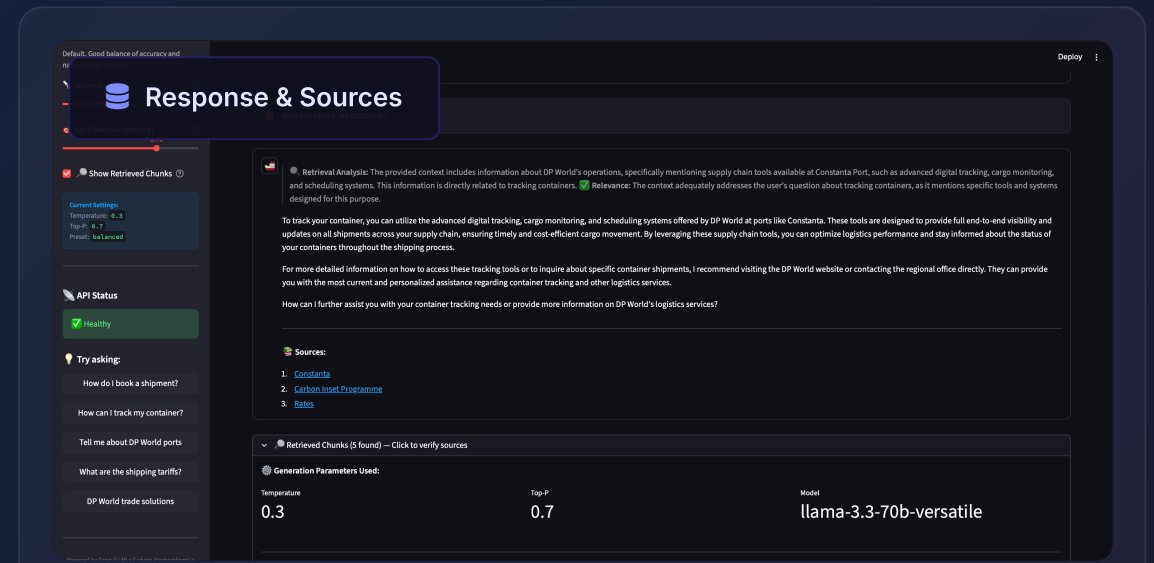 Default. Good balance of accuracy and
Response & Sources
Deploy
How can I track my container?
Show Retrieved Chunks
Current Settings:
Temperature: 0.3
Top-P: 0.7
Preset: balanced
API Status
Healthy
Try asking:
How do I book a shipment?
How can I track my container?
Tell me about DP World ports
What are the shipping tariffs?
DP World trade solutions
Retrieval Analysis: The provided context includes information about DP World's operations, specifically mentioning supply chain tools available at Constanta Port, such as advanced digital tracking, cargo monitoring,
and scheduling systems. This information is directly related to tracking containers. ✅ Relevance: The context adequately addresses the user's question about tracking containers, as it mentions specific tools and systems
designed for this purpose.
To track your container, you can utilize the advanced digital tracking, cargo monitoring, and scheduling systems offered by DP World at ports like Constanta. These tools are designed to provide full end-to-end visibility and
updates on all shipments across your supply chain, ensuring timely and cost-efficient cargo movement. By leveraging these supply chain tools, you can optimize logistics performance and stay informed about the status of
your containers throughout the shipping process.
For more detailed information on how to access these tracking tools or to inquire about specific container shipments, I recommend visiting the DP World website or contacting the regional office directly. They can provide
you with the most current and personalized assistance regarding container tracking and other logistics services.
How can I further assist you with your container tracking needs or provide more information on DP World's logistics services?
Sources:
1. Constanta
2. Carbon Inset Programme
3. Rates
Retrieved Chunks (5 found) — Click to verify sources
Generation Parameters Used:
Temperature
0.3
Top-P
0.7
Model
llama-3.3-70b-versatile